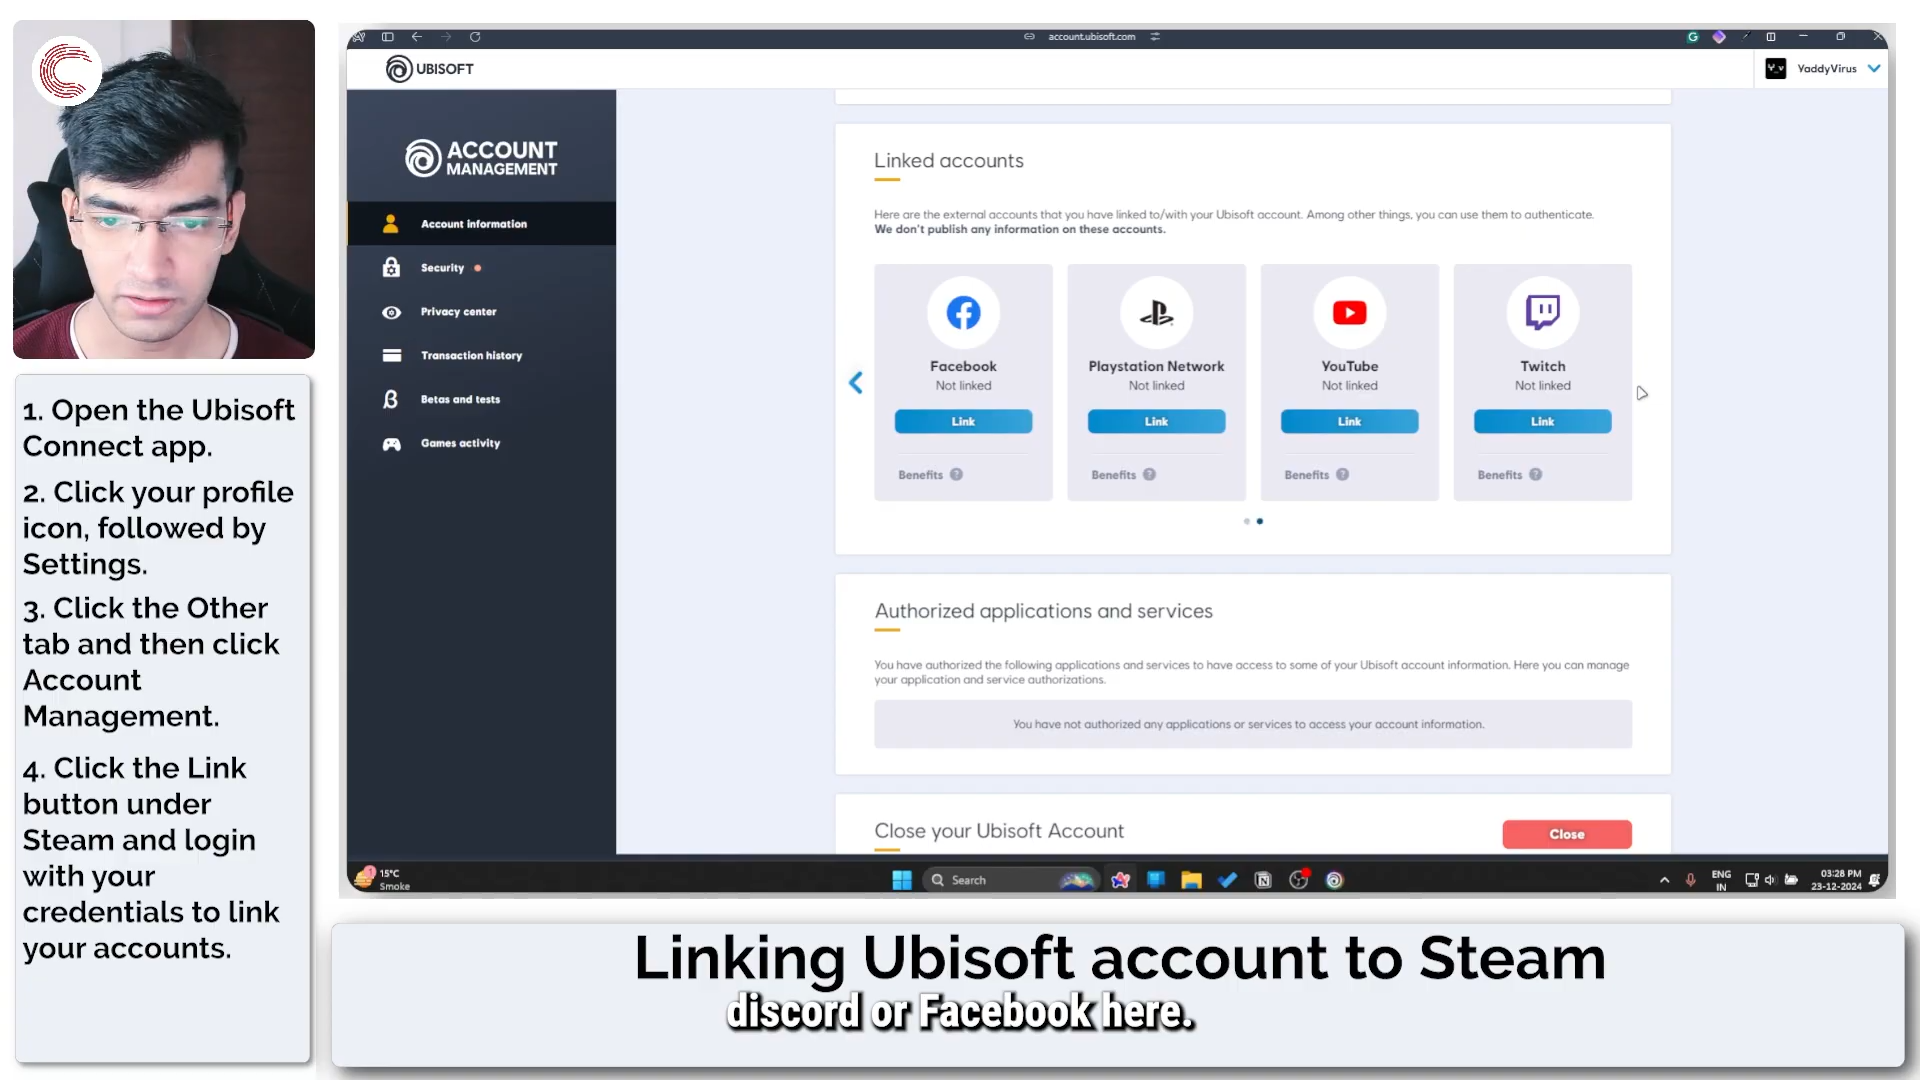 account.ubisoft.com
UBISOFT
YaddyVirus
ACCOUNT
MANAGEMENT
Account information
Security
Privacy center
Transaction history
Betas and tests
Games activity
Linked accounts
Here are the external accounts that you have linked to/with your Ubisoft account. Among other things, you can use them to authenticate.
We don't publish any information on these accounts.
Facebook
Not linked
Link
Benefits ?
Playstation Network
Not linked
Link
Benefits ?
YouTube
Not linked
Link
Benefits ?
Twitch
Not linked
Link
Benefits ?
Authorized applications and services
You have authorized the following applications and services to have access to some of your Ubisoft account information. Here you can manage
your application and service authorizations.
You have not authorized any applications or services to access your account information.
Close your Ubisoft Account
Close
15°C
Smoke
Search
ENG
IN
03:28 PM
23-12-2024
1. Open the Ubisoft
Connect app.
2. Click your profile
icon, followed by
Settings.
3. Click the Other
tab and then click
Account
Management.
4. Click the Link
button under
Steam and login
with your
credentials to link
your accounts.
Linking Ubisoft account to Steam
discord or Facebook here.